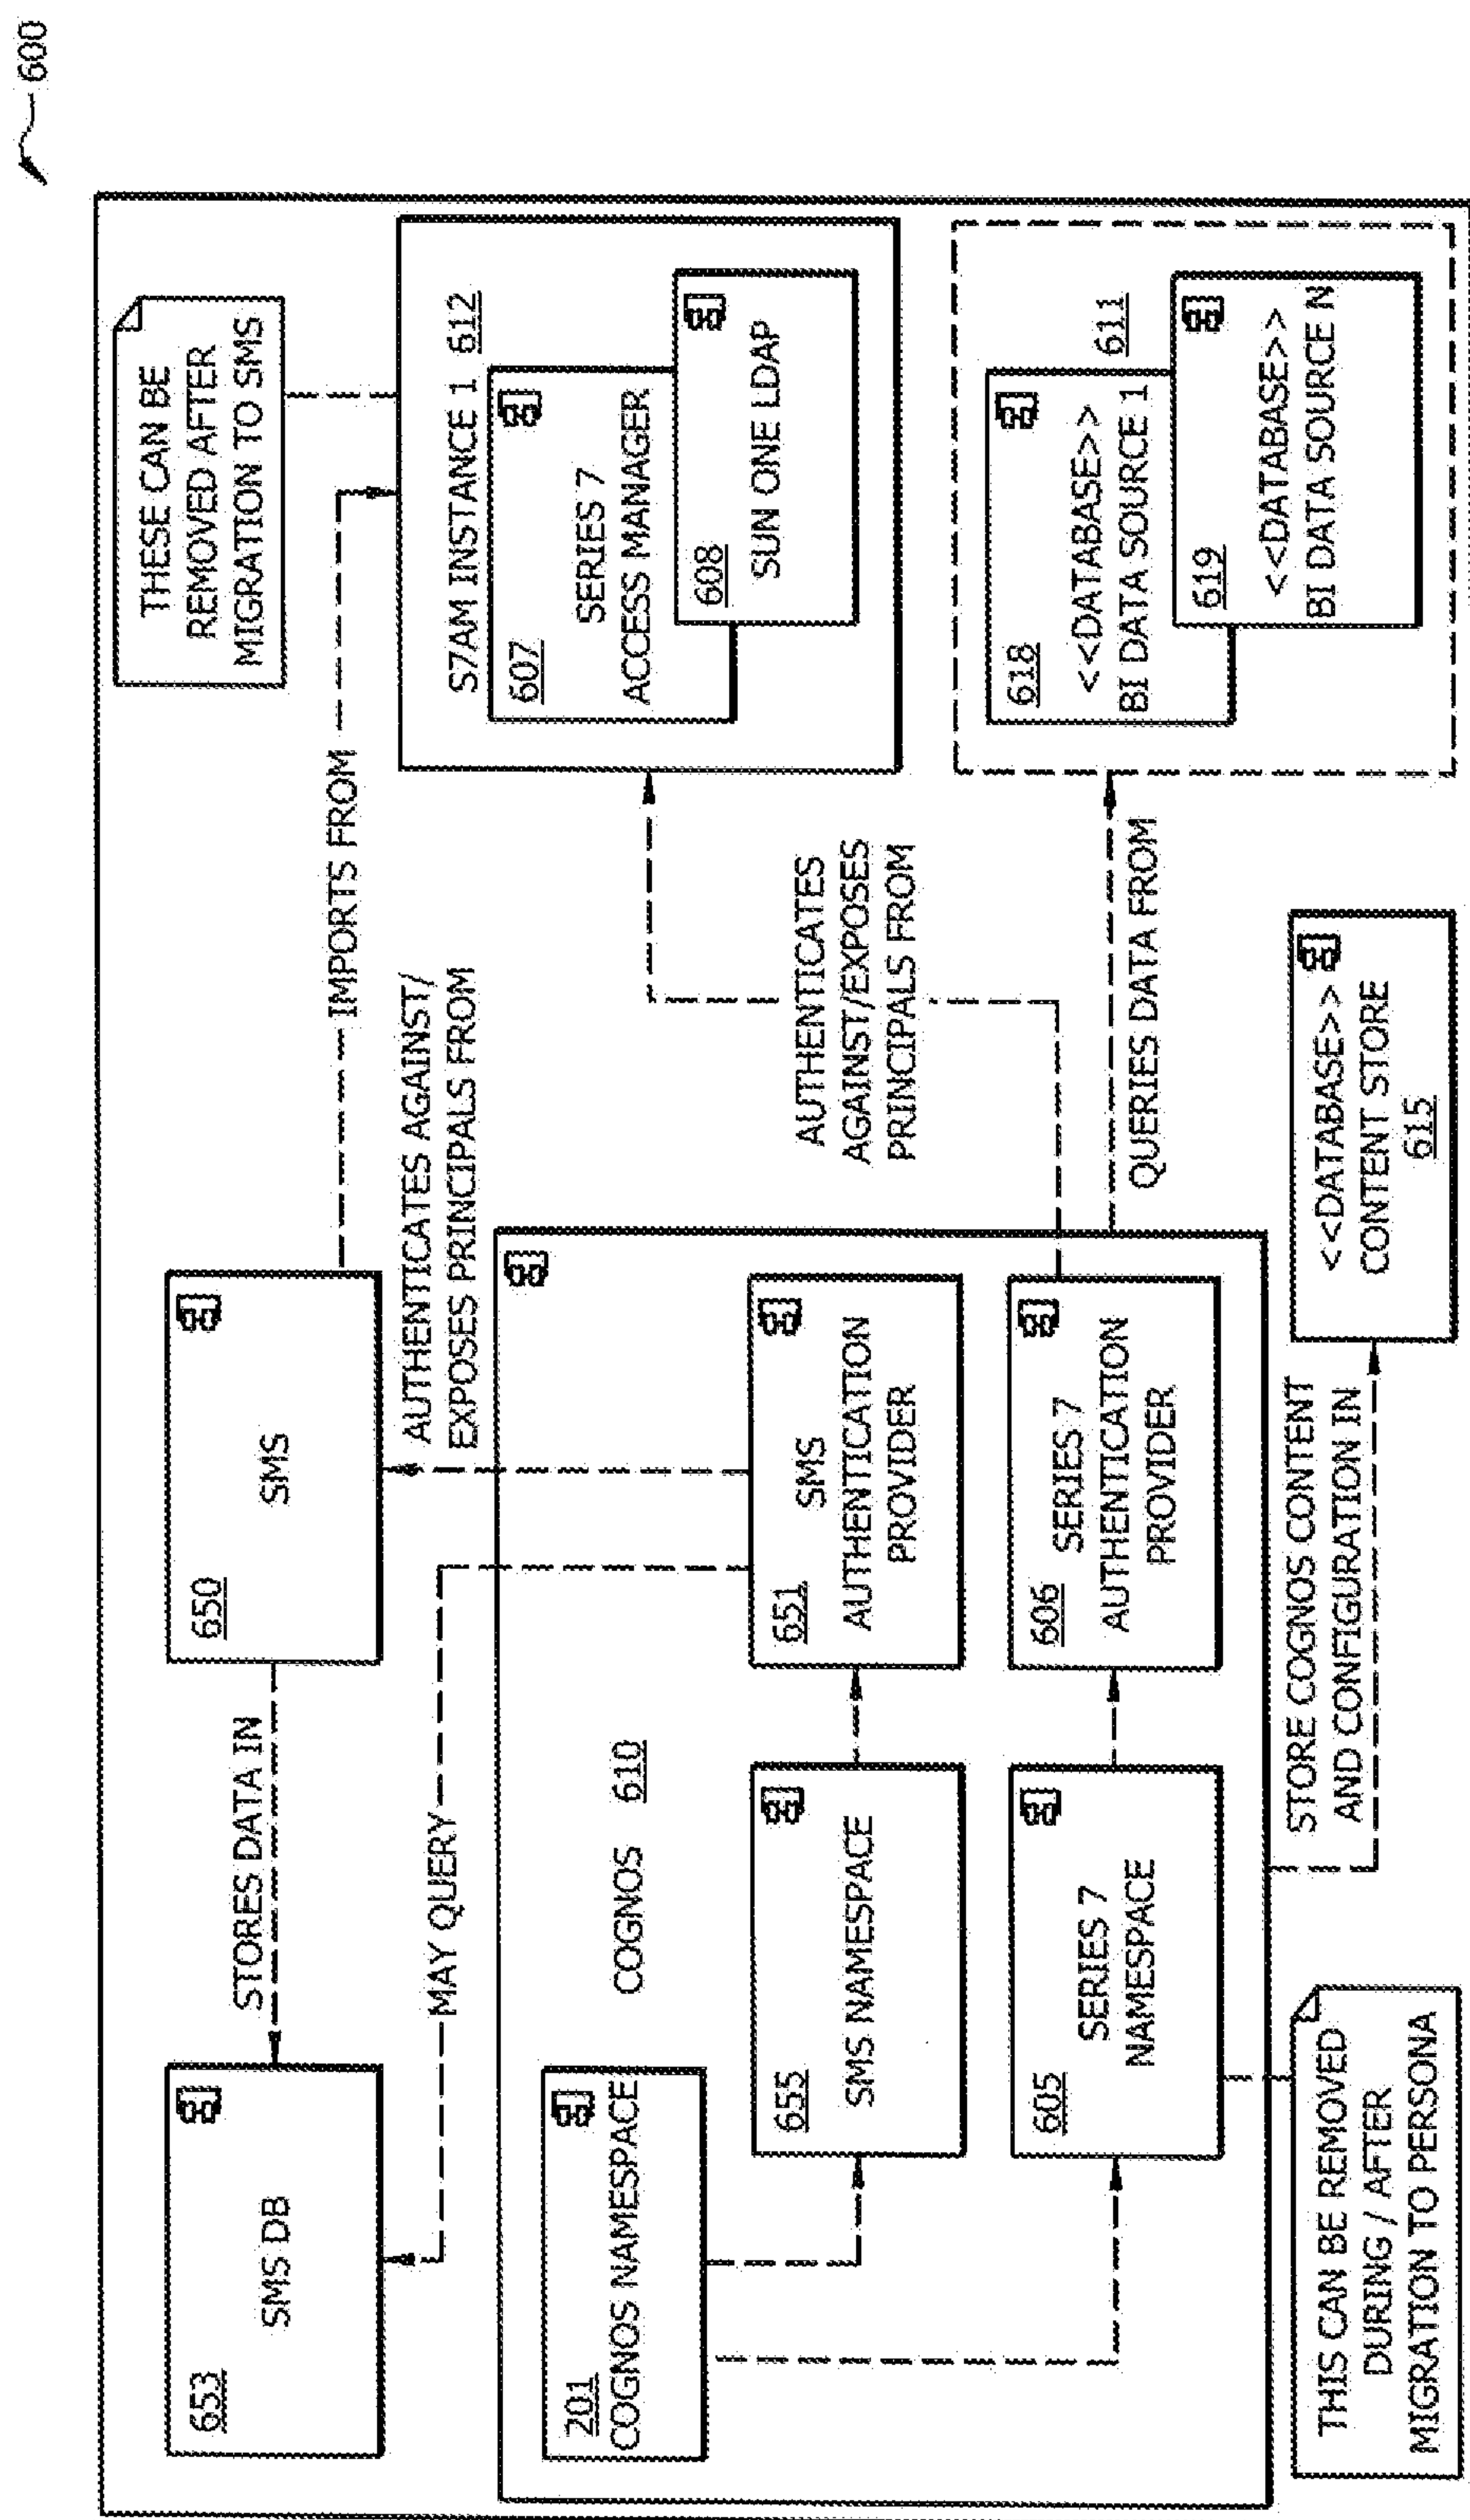 600
653
SMS DB
STORES DATA IN
650
SMS
IMPORTS FROM
THESE CAN BE
REMOVED AFTER
MIGRATION TO SMS
MAY QUERY
AUTHENTICATES AGAINST/
EXPOSES PRINCIPALS FROM
S7AM INSTANCE 1 612
607
SERIES 7
ACCESS MANAGER
608
SUN ONE LDAP
201
COGNOS NAMESPACE
COGNOS 610
655
SMS NAMESPACE
651
SMS
AUTHENTICATION
PROVIDER
AUTHENTICATES
AGAINST/EXPOSES
PRINCIPALS FROM
605
SERIES 7
NAMESPACE
606
SERIES 7
AUTHENTICATION
PROVIDER
QUERIES DATA FROM
611
618
<<DATABASE>>
BI DATA SOURCE 1
619
<<DATABASE>>
BI DATA SOURCE N
THIS CAN BE REMOVED
DURING / AFTER
MIGRATION TO PERSONA
STORE COGNOS CONTENT
AND CONFIGURATION IN
<<DATABASE>>
CONTENT STORE
615